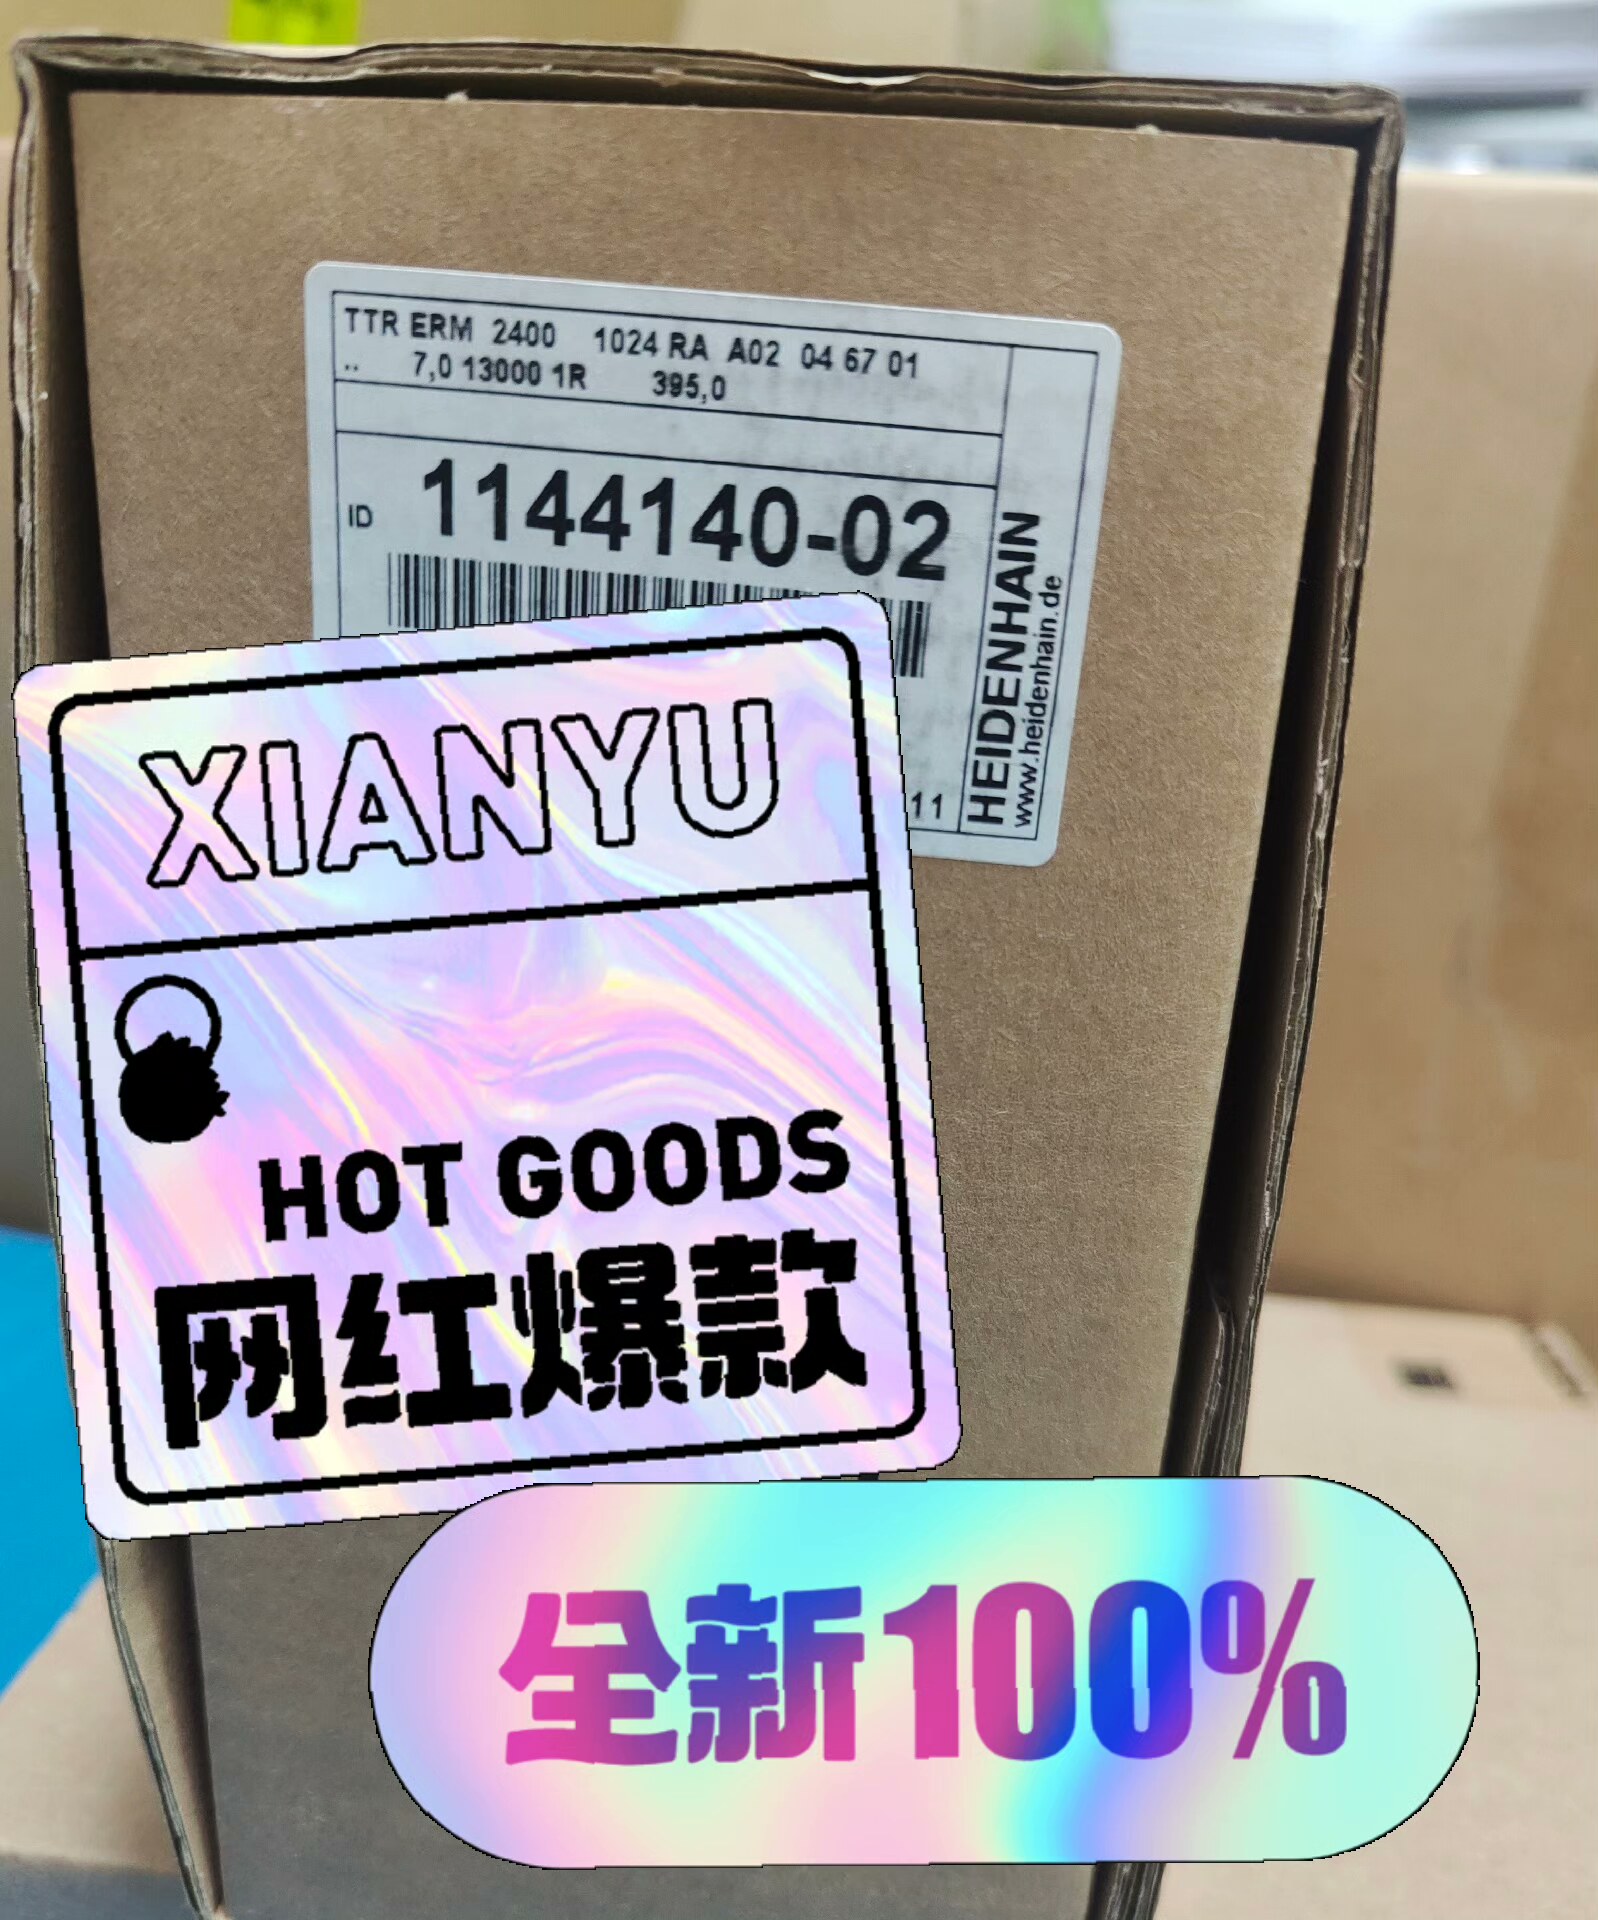 TTR ERM 2400 1024 RA A02 04 67 01
.. 7,0 13000 1R 395,0
ID 1144140-02
HEIDENHAIN
www.heidenhain.de
11
XIANYU
HOT GOODS
网红爆款
全新100%